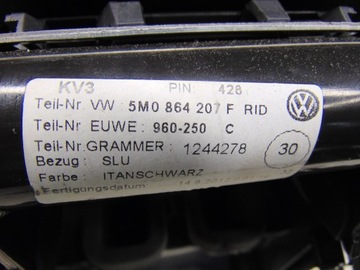 KV3 PIN 428
Teil-Nr VW 5M0 864 207 F RID
Teil-Nr EUWE: 960-250 C
Teil-Nr.GRAMMER: 1244278 30
Bezug: SLU
Farbe: ITANSCHWARZ
Fertigungsdatum